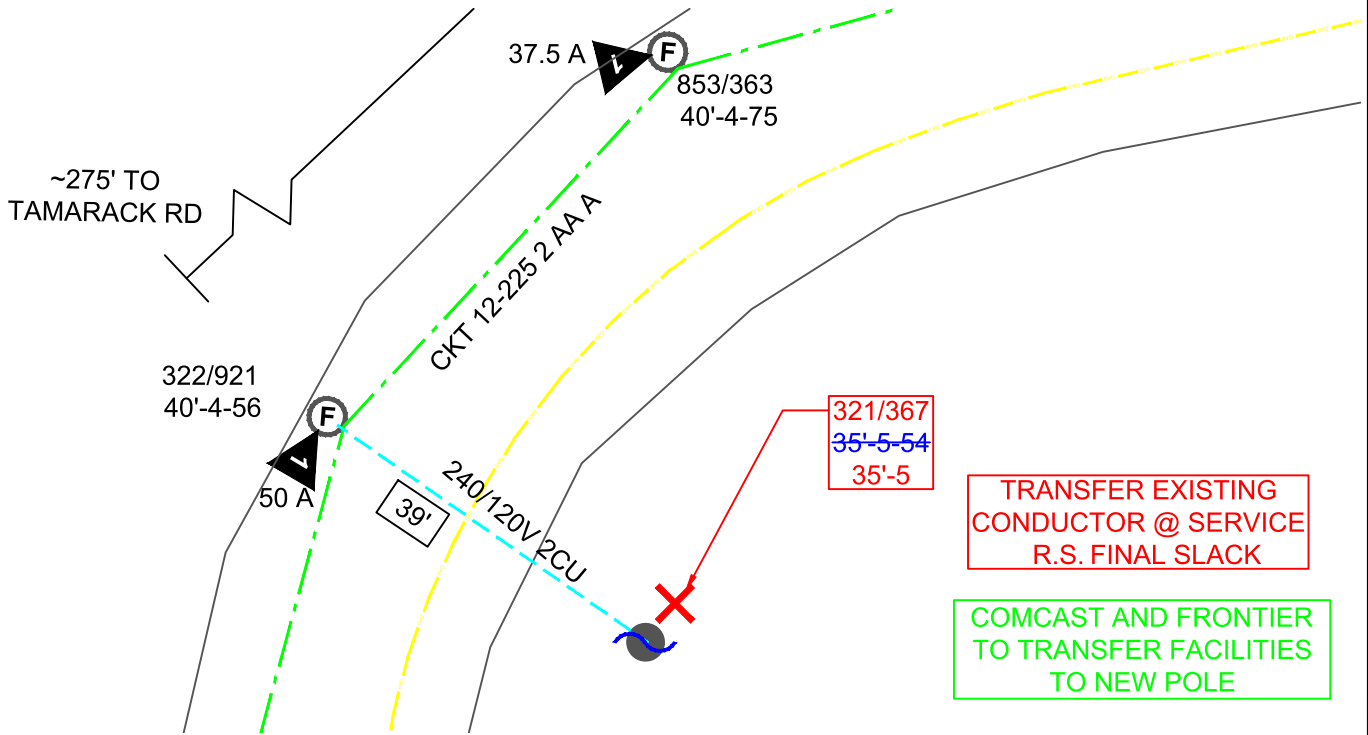 37.5 A
1
F
853/363
40'-4-75
~275' TO
TAMARACK RD
CKT 12-225 2 AA A
322/921
40'-4-56
F
1
50 A
240/120V 2CU
39'
321/367
35'-5-54
35'-5
TRANSFER EXISTING
CONDUCTOR @ SERVICE
R.S. FINAL SLACK
COMCAST AND FRONTIER
TO TRANSFER FACILITIES
TO NEW POLE